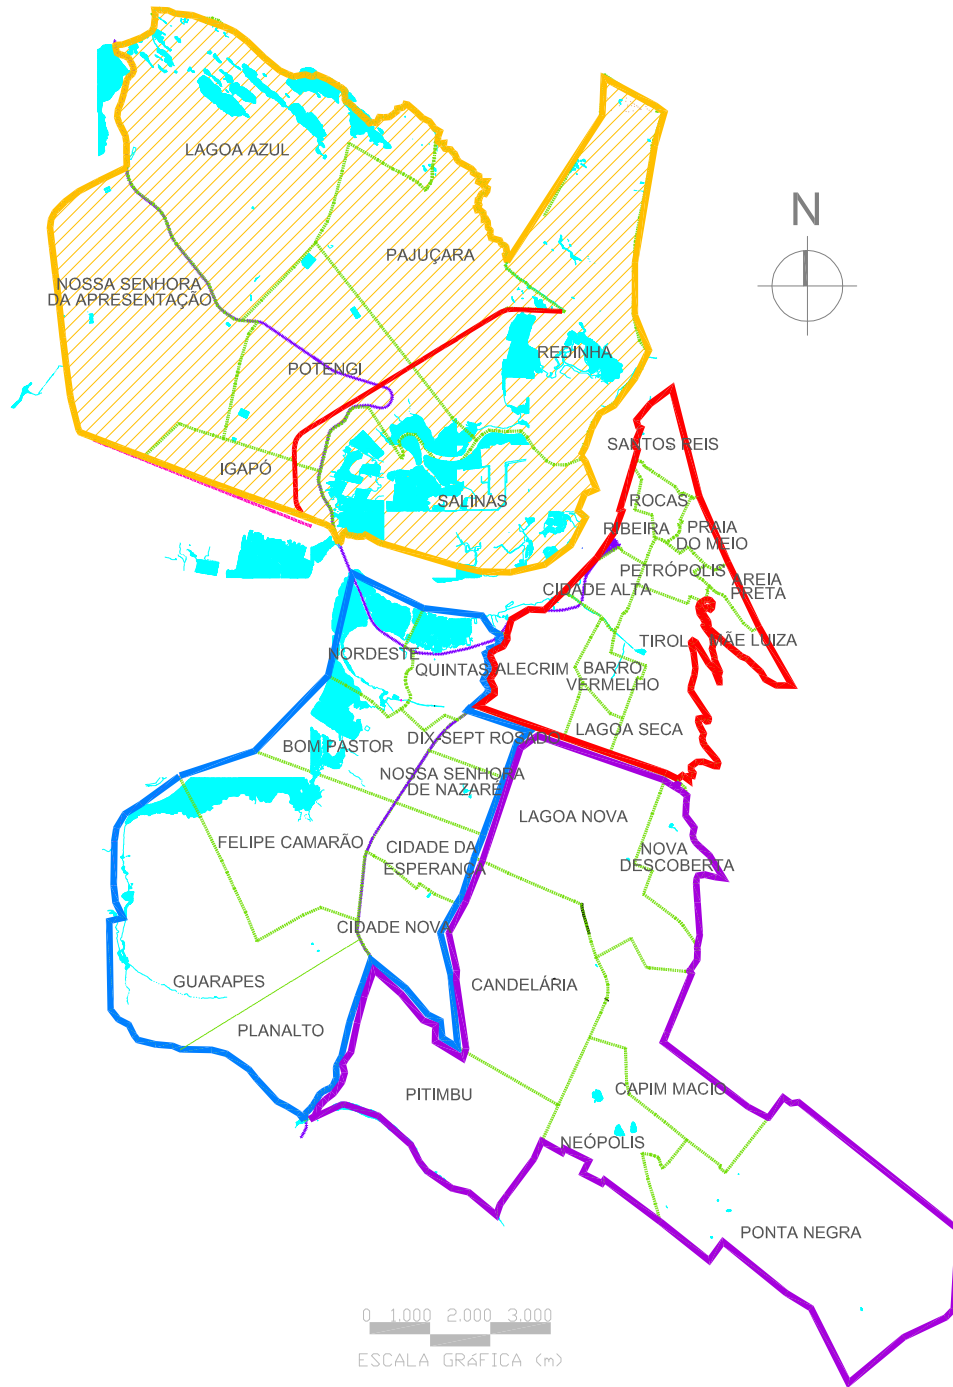 LAGOA AZUL
N
PAJUÇARA
NOSSA SENHORA
DA APRESENTAÇÃO
REDINHA
POTENGI
SANTOS REIS
IGAPÓ
SALINAS
ROCAS
RIBEIRA
PRAIA
DO MEIO
PETRÓPOLIS
AREIA
PRETA
CIDADE ALTA
TIROL
MÃE LUIZA
NORDESTE
QUINTAS
ALECRIM
BARRO
VERMELHO
LAGOA SECA
DIX-SEPT ROSADO
BOM PASTOR
NOSSA SENHORA
DE NAZARÉ
LAGOA NOVA
FELIPE CAMARÃO
CIDADE DA
ESPERANÇA
NOVA
DESCOBERTA
CIDADE NOVA
GUARAPES
CANDELÁRIA
PLANALTO
PITIMBU
CAPIM MACIO
NEÓPOLIS
PONTA NEGRA
0 1.000 2.000 3.000
ESCALA GRÁFICA (m)